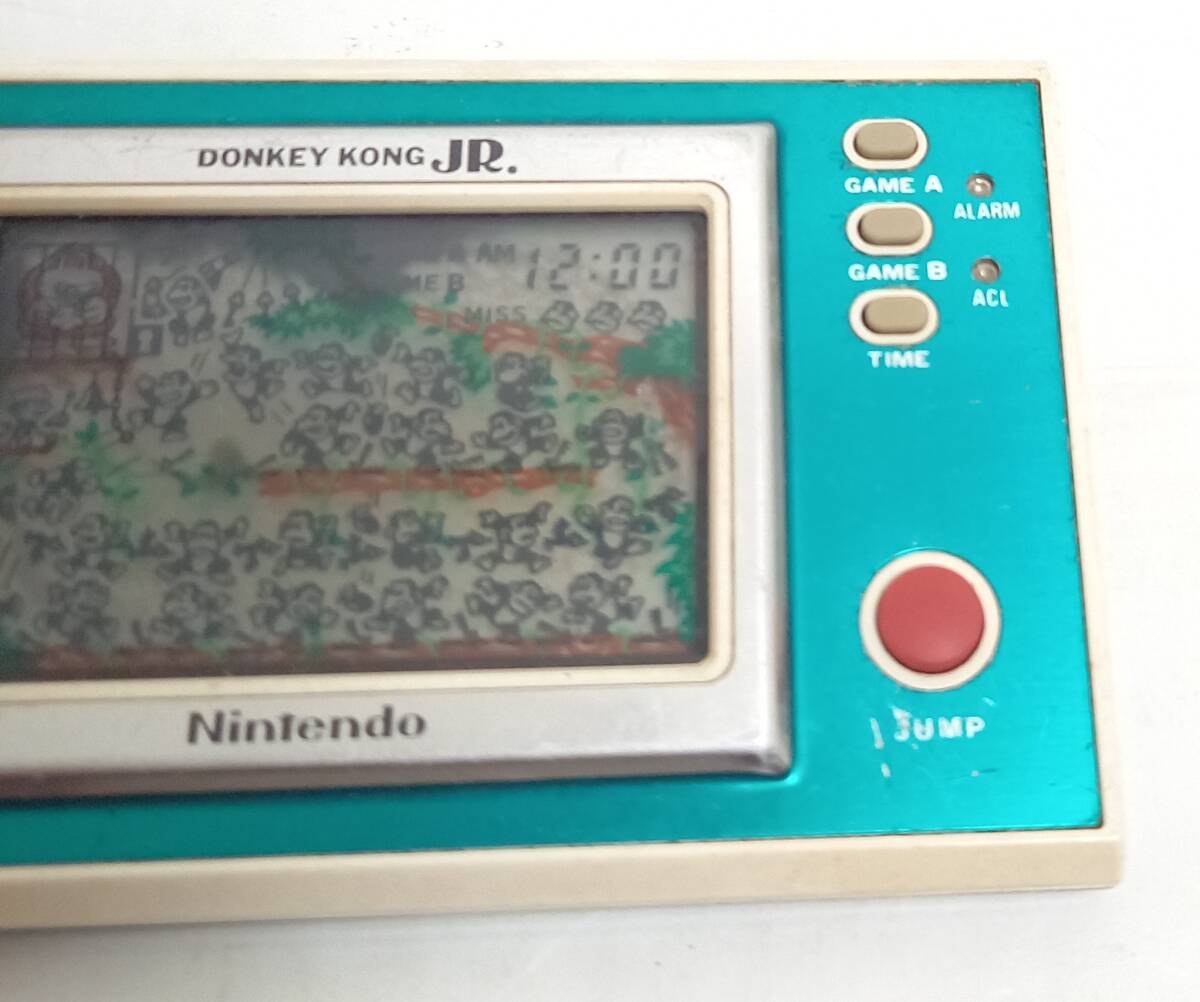 DONKEY KONG JR.
GAME A
ALARM
AM 12:00
GAME B
ACL
MISS
TIME
JUMP
Nintendo